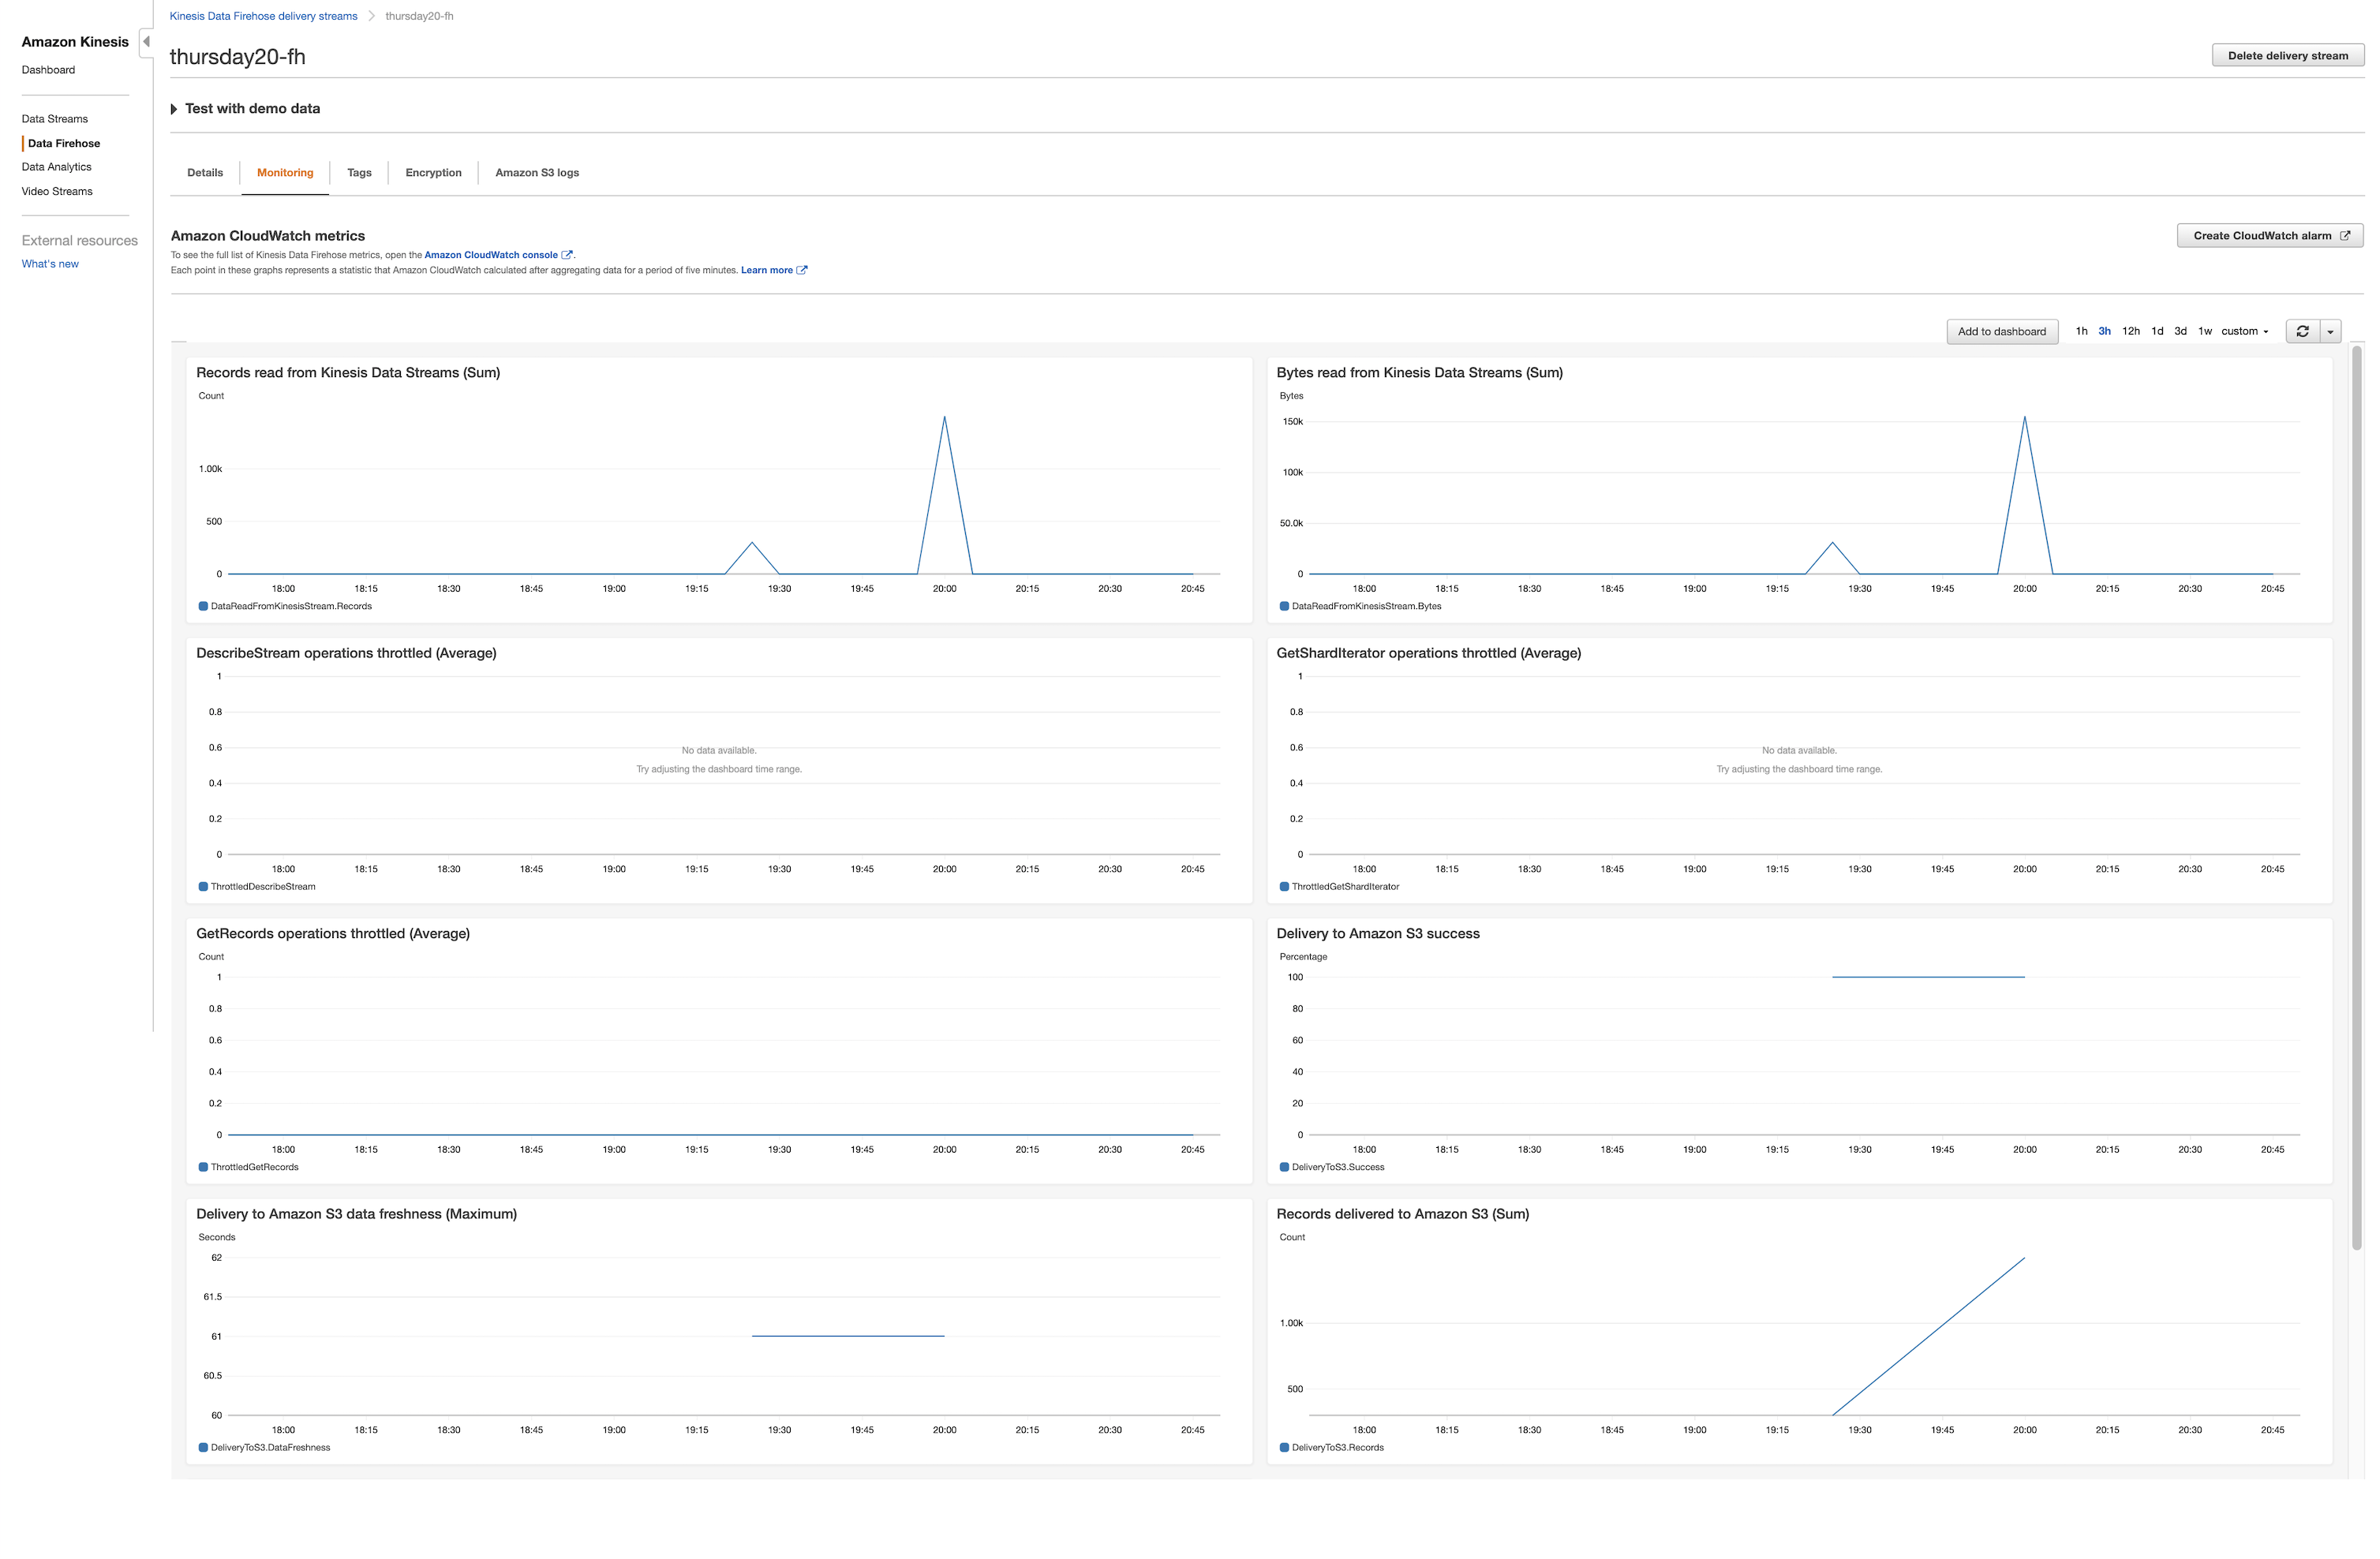 Amazon Kinesis
Dashboard
Data Streams
Data Firehose
Data Analytics
Video Streams
External resources
What's new
Kinesis Data Firehose delivery streams thursday20-fh
thursday20-fh
Delete delivery stream
Test with demo data
Details Monitoring Tags Encryption Amazon S3 logs
Amazon CloudWatch metrics
To see the full list of Kinesis Data Firehose metrics, open the Amazon CloudWatch console .
Each point in these graphs represents a statistic that Amazon CloudWatch calculated after aggregating data for a period of five minutes. Learn more
Create CloudWatch alarm
Add to dashboard 1h 3h 12h 1d 3d 1w custom
Records read from Kinesis Data Streams (Sum)
Count
1.00k
500
0
18:00 18:15 18:30 18:45 19:00 19:15 19:30 19:45 20:00 20:15 20:30 20:45
DataReadFromKinesisStream.Records
Bytes read from Kinesis Data Streams (Sum)
Bytes
150k
100k
50.0k
0
18:00 18:15 18:30 18:45 19:00 19:15 19:30 19:45 20:00 20:15 20:30 20:45
DataReadFromKinesisStream.Bytes
DescribeStream operations throttled (Average)
1
0.8
0.6
0.4
0.2
0
No data available.
Try adjusting the dashboard time range.
18:00 18:15 18:30 18:45 19:00 19:15 19:30 19:45 20:00 20:15 20:30 20:45
ThrottledDescribeStream
GetShardIterator operations throttled (Average)
1
0.8
0.6
0.4
0.2
0
No data available.
Try adjusting the dashboard time range.
18:00 18:15 18:30 18:45 19:00 19:15 19:30 19:45 20:00 20:15 20:30 20:45
ThrottledGetShardIterator
GetRecords operations throttled (Average)
Count
1
0.8
0.6
0.4
0.2
0
18:00 18:15 18:30 18:45 19:00 19:15 19:30 19:45 20:00 20:15 20:30 20:45
ThrottledGetRecords
Delivery to Amazon S3 success
Percentage
100
80
60
40
20
0
18:00 18:15 18:30 18:45 19:00 19:15 19:30 19:45 20:00 20:15 20:30 20:45
DeliveryToS3.Success
Delivery to Amazon S3 data freshness (Maximum)
Seconds
62
61.5
61
60.5
60
18:00 18:15 18:30 18:45 19:00 19:15 19:30 19:45 20:00 20:15 20:30 20:45
DeliveryToS3.DataFreshness
Records delivered to Amazon S3 (Sum)
Count
1.00k
500
18:00 18:15 18:30 18:45 19:00 19:15 19:30 19:45 20:00 20:15 20:30 20:45
DeliveryToS3.Records